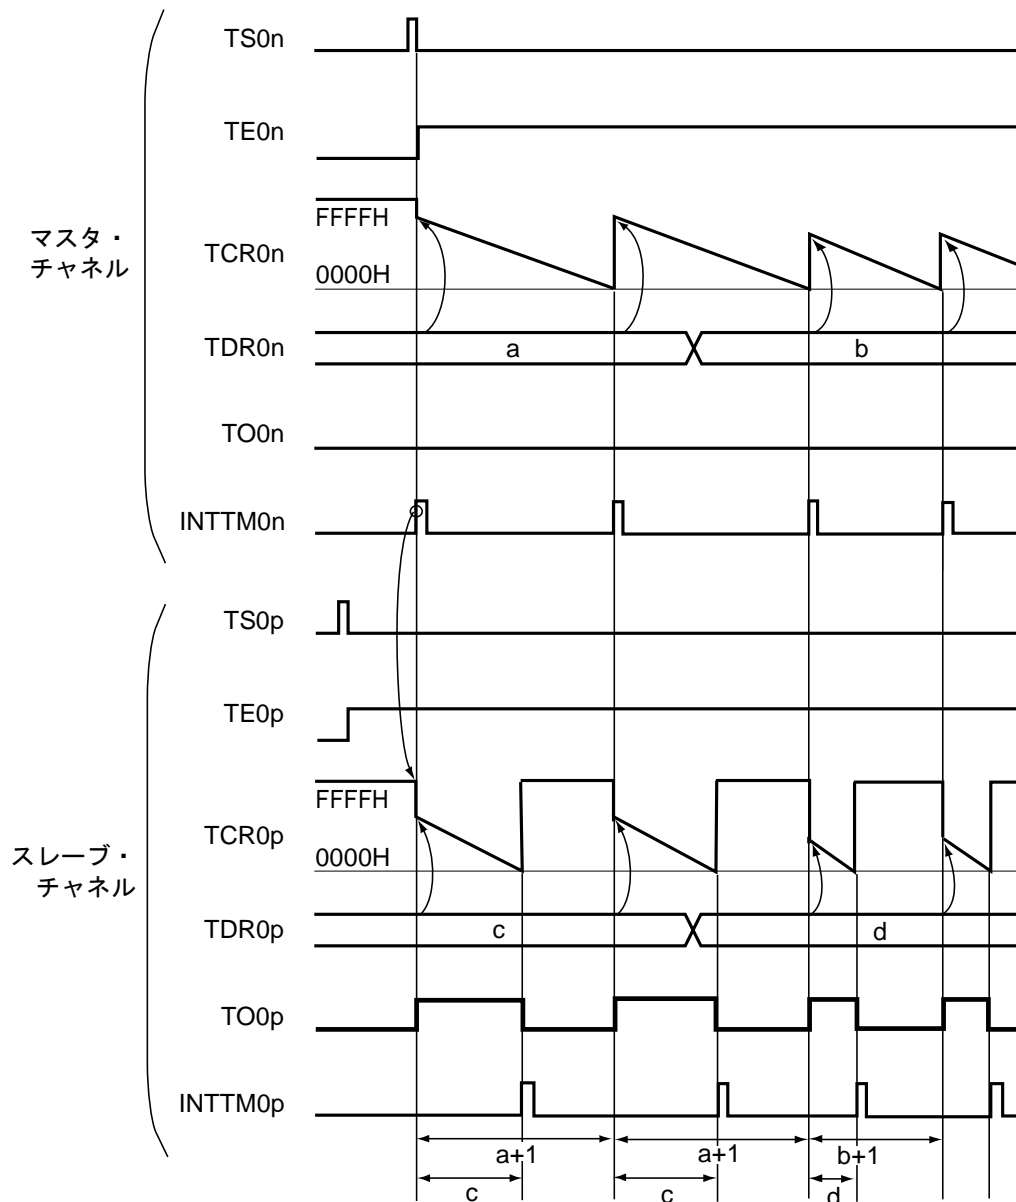 TS0n
TE0n
マスタ・
チャネル
FFFFH
TCR0n
0000H
TDR0n
a
b
TO0n
INTTM0n
TS0p
TE0p
スレーブ・
チャネル
FFFFH
TCR0p
0000H
TDR0p
c
d
TO0p
INTTM0p
a+1
a+1
b+1
c
c
d